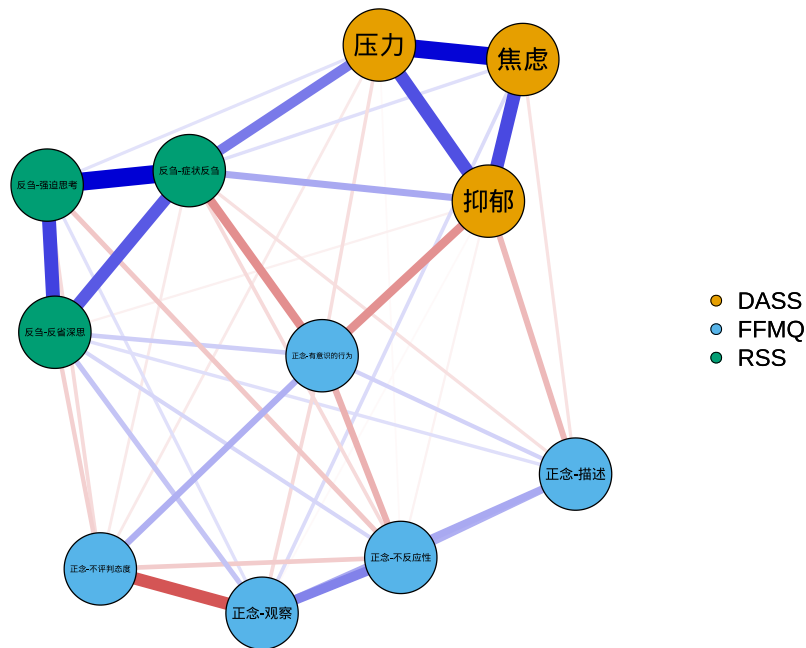 压力
焦虑
反刍-强迫思考
反刍-症状反刍
抑郁
DASS
FFMQ
RSS
反刍-反省深思
正念-有意识的行为
正念-描述
正念-不评判态度
正念-不反应性
正念-观察